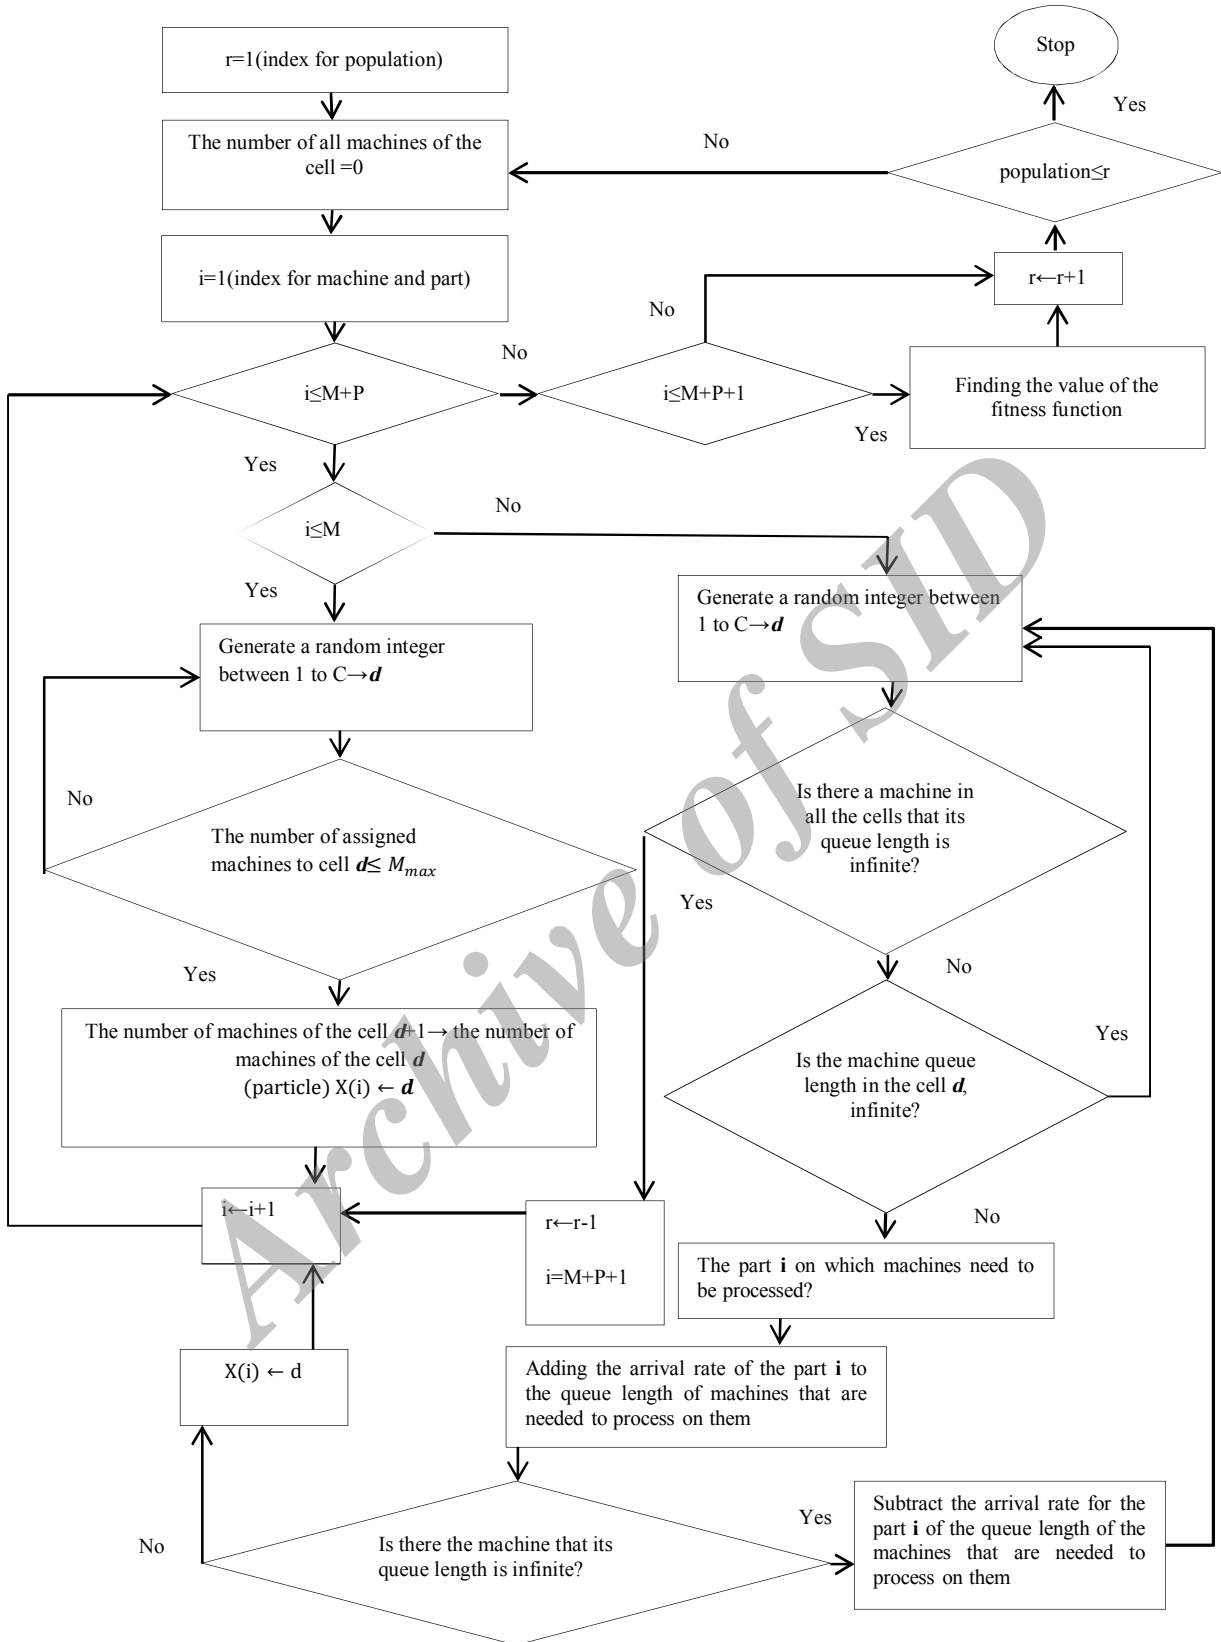 r=1(index for population)
Stop
Yes
The number of all machines of the
cell =0
No
population≤r
i=1(index for machine and part)
r←r+1
No
No
i≤M+P
i≤M+P+1
Finding the value of the
fitness function
Yes
Yes
i≤M
No
Yes
Generate a random integer between
1 to C→d
Generate a random integer
between 1 to C→d
No
Is there a machine in
all the cells that its
queue length is
infinite?
The number of assigned
machines to cell d≤ Mmax
Yes
No
Yes
The number of machines of the cell d+1→ the number of
machines of the cell d
(particle) X(i) ← d
Yes
Is the machine queue
length in the cell d,
infinite?
i←i+1
r←r-1
i=M+P+1
No
The part i on which machines need to
be processed?
X(i) ← d
Adding the arrival rate of the part i to
the queue length of machines that are
needed to process on them
No
Is there the machine that its
queue length is infinite?
Yes
Subtract the arrival rate for the
part i of the queue length of the
machines that are needed to
process on them
Archive of SID